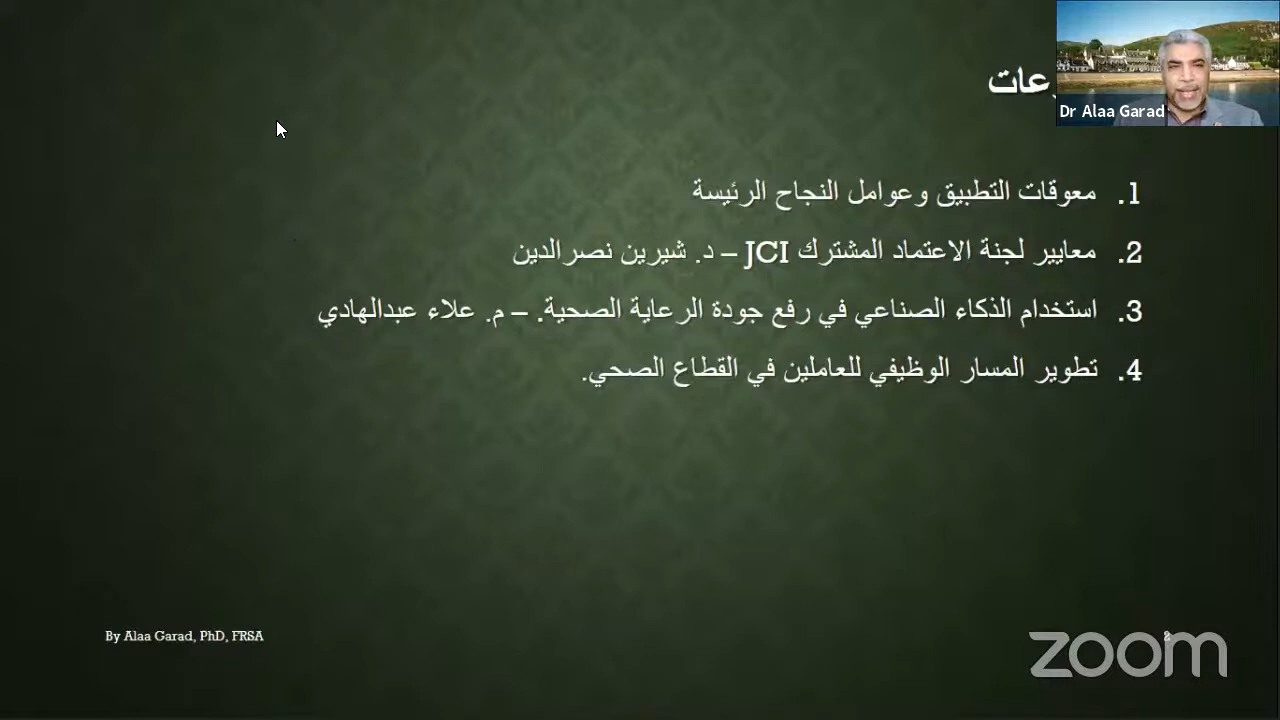 Dr Alaa Garad
1. معوقات التطبيق وعوامل النجاح الرئيسة
2. معايير لجنة الاعتماد المشترك JCI – د. شيرين نصرالدين
3. استخدام الذكاء الصناعي في رفع جودة الرعاية الصحية. – م. علاء عبدالهادي
4. تطوير المسار الوظيفي للعاملين في القطاع الصحي.
By Alaa Garad, PhD, FRSA
2
zoom